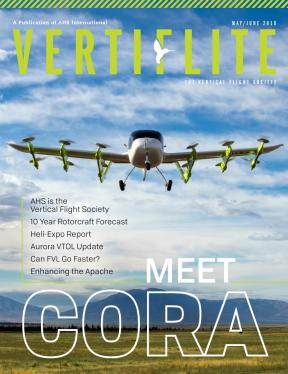 A Publication of AHS International
MAY/JUNE 2018
VERTIFLITE
THE VERTICAL FLIGHT SOCIETY
AHS is the
Vertical Flight Society
10 Year Rotorcraft Forecast
Heli-Expo Report
Aurora VTOL Update
Can FVL Go Faster?
Enhancing the Apache
MEET
CORA